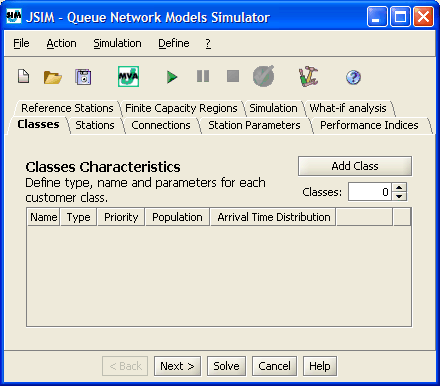 JSIM - Queue Network Models Simulator
File Action Simulation Define ?
MVA
Reference Stations Finite Capacity Regions Simulation What-if analysis
Classes Stations Connections Station Parameters Performance Indices
Classes Characteristics
Define type, name and parameters for each
customer class.
Add Class
Classes: 0
Name Type Priority Population Arrival Time Distribution
< Back Next > Solve Cancel Help